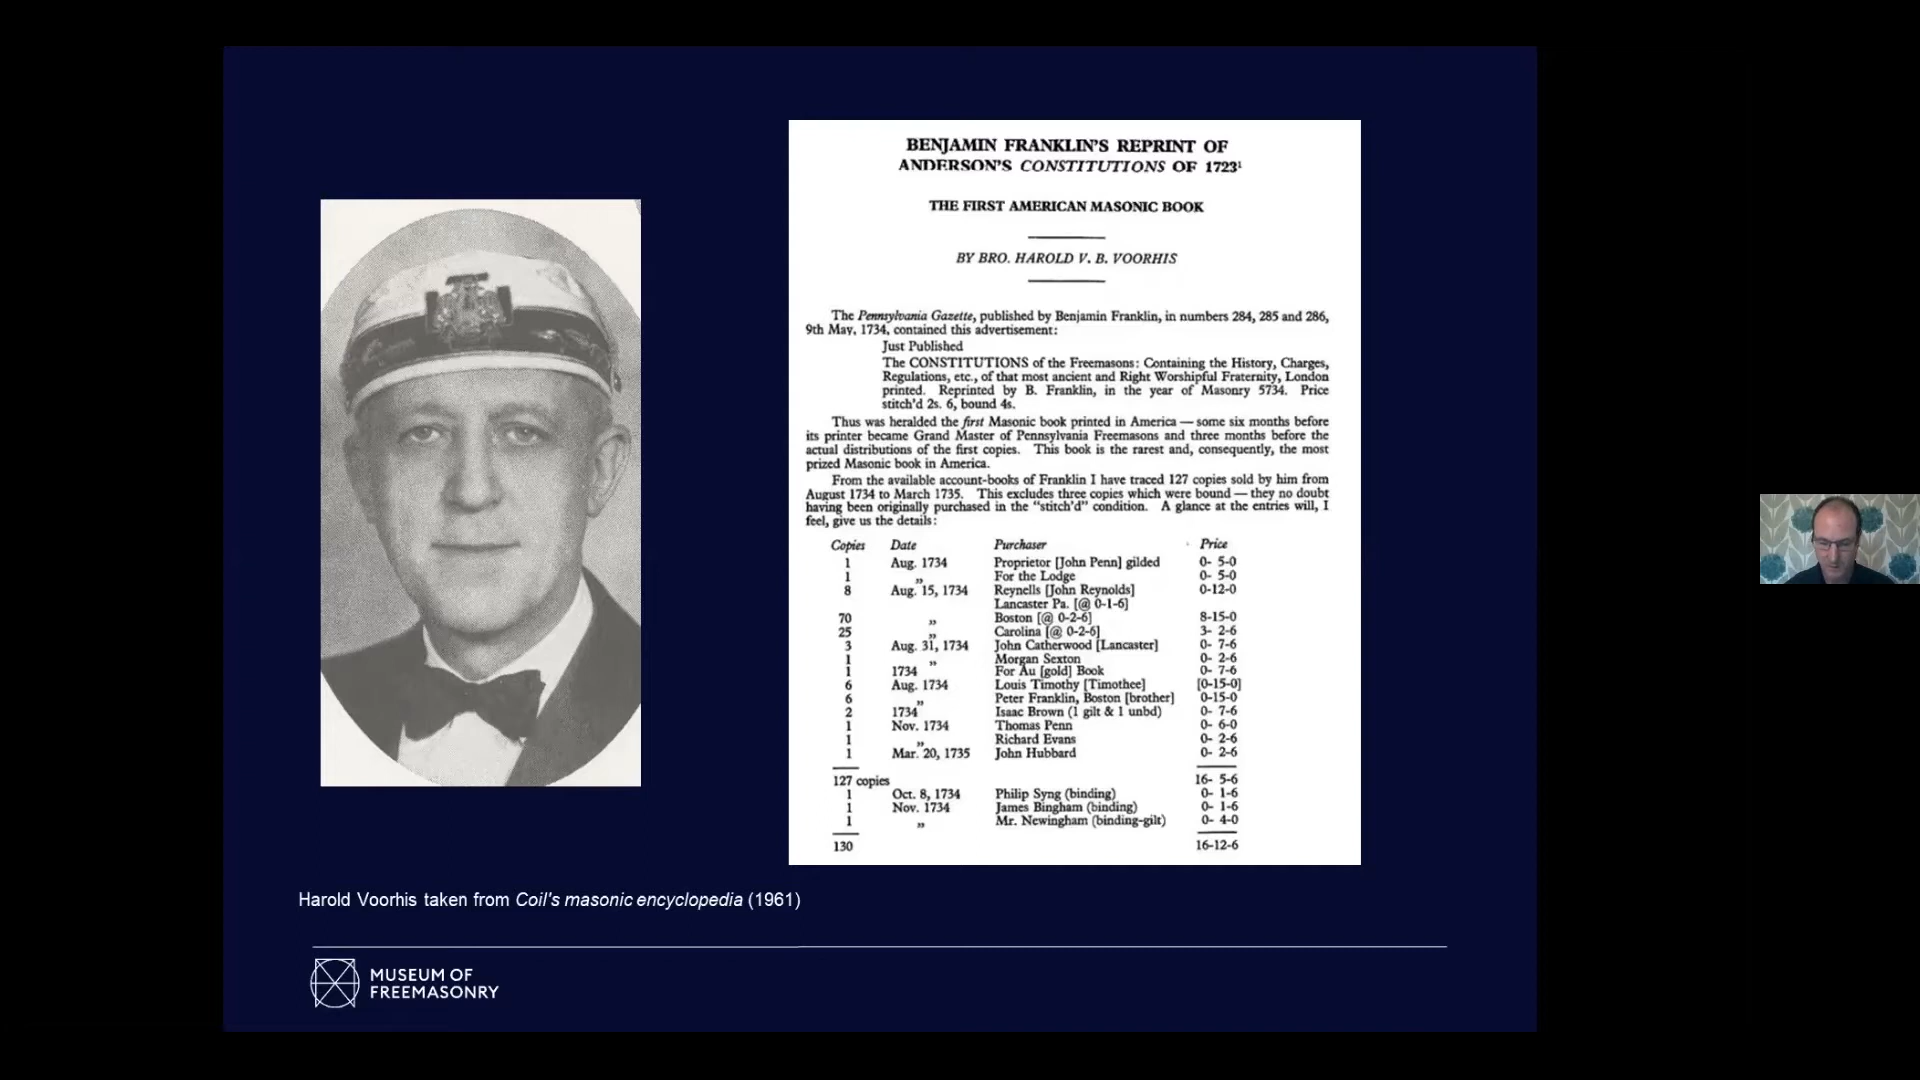 BENJAMIN FRANKLIN'S REPRINT OF
ANDERSON'S CONSTITUTIONS OF 1723¹
THE FIRST AMERICAN MASONIC BOOK
BY BRO. HAROLD V. B. VOORHIS
The Pennsylvania Gazette, published by Benjamin Franklin, in numbers 284, 285 and 286,
9th May, 1734, contained this advertisement:
Just Published
The CONSTITUTIONS of the Freemasons: Containing the History, Charges,
Regulations, etc., of that most ancient and Right Worshipful Fraternity, London
printed. Reprinted by B. Franklin, in the year of Masonry 5734. Price
stitch'd 2s. 6, bound 4s.
Thus was heralded the first Masonic book printed in America — some six months before
its printer became Grand Master of Pennsylvania Freemasons and three months before the
actual distributions of the first copies. This book is the rarest and, consequently, the most
prized Masonic book in America.
From the available account-books of Franklin I have traced 127 copies sold by him from
August 1734 to March 1735. This excludes three copies which were bound — they no doubt
having been originally purchased in the "stitch'd" condition. A glance at the entries will, I
feel, give us the details:
Copies Date Purchaser Price
1 Aug. 1734 Proprietor [John Penn] gilded 0- 5-0
1 „ For the Lodge 0- 5-0
8 Aug. 15, 1734 Reynells [John Reynolds] 0-12-0
Lancaster Pa. [@ 0-1-6]
70 „ Boston [@ 0-2-6] 8-15-0
25 „ Carolina [@ 0-2-6] 3- 2-6
3 Aug. 31, 1734 John Catherwood [Lancaster] 0- 7-6
1 „ Morgan Sexton 0- 2-6
1 1734 For Au [gold] Book 0- 7-6
6 Aug. 1734 Louis Timothy [Timothee] [0-15-0]
6 „ Peter Franklin, Boston [brother] 0-15-0
2 1734 Isaac Brown (1 gilt & 1 unbd) 0- 7-6
1 Nov. 1734 Thomas Penn 0- 6-0
1 „ Richard Evans 0- 2-6
1 Mar. 20, 1735 John Hubbard 0- 2-6
127 copies 16- 5-6
1 Oct. 8, 1734 Philip Syng (binding) 0- 1-6
1 Nov. 1734 James Bingham (binding) 0- 1-6
1 „ Mr. Newingham (binding-gilt) 0- 4-0
130 16-12-6
Harold Voorhis taken from Coil's masonic encyclopedia (1961)
MUSEUM OF
FREEMASONRY